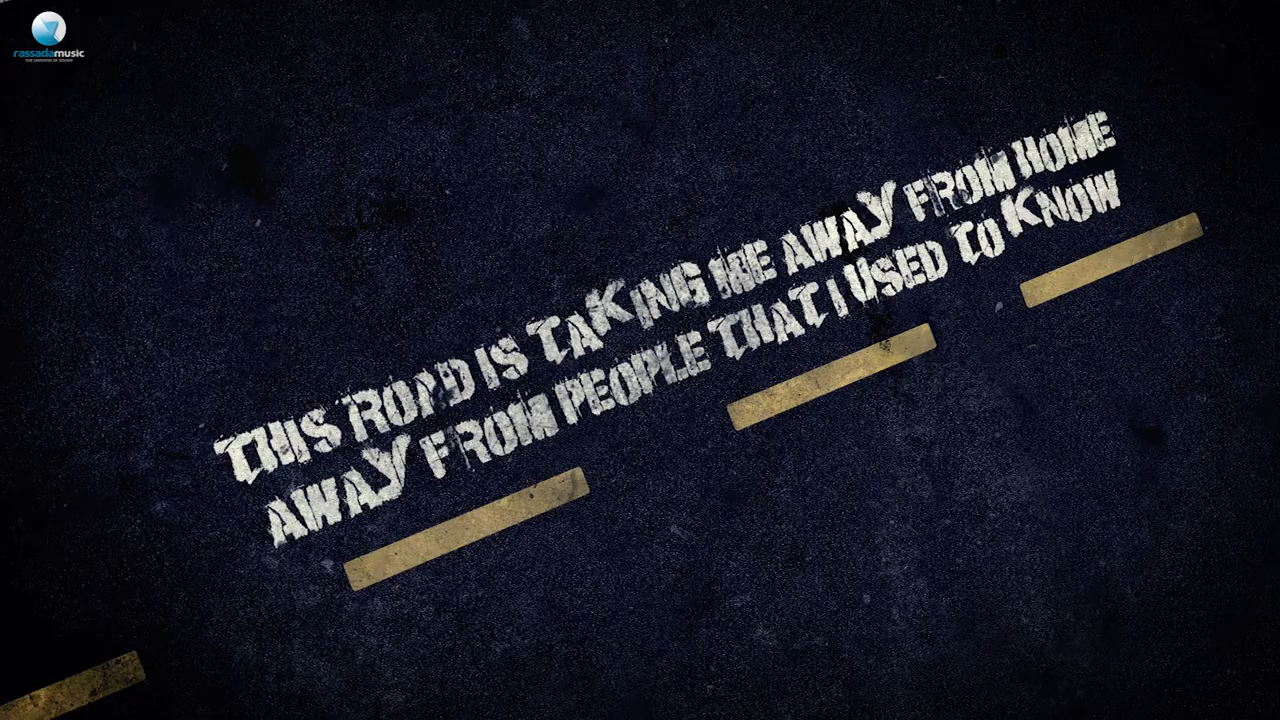 rassadamusic
THIS ROAD IS TAKING ME AWAY FROM HOME
AWAY FROM PEOPLE THAT I USED TO KNOW